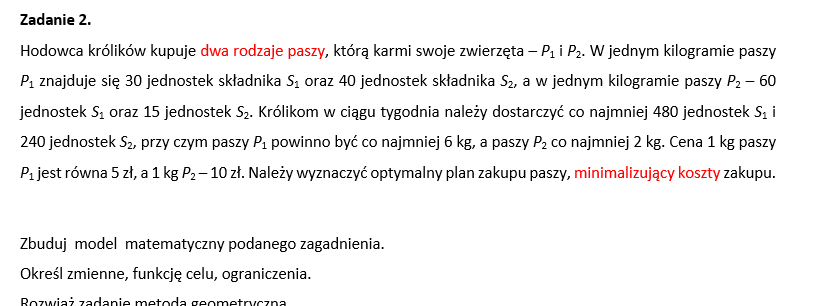 Zadanie 2.
Hodowca królików kupuje dwa rodzaje paszy, którą karmi swoje zwierzęta – P₁ i P₂. W jednym kilogramie paszy
P₁ znajduje się 30 jednostek składnika S₁ oraz 40 jednostek składnika S₂, a w jednym kilogramie paszy P₂ – 60
jednostek S₁ oraz 15 jednostek S₂. Królikom w ciągu tygodnia należy dostarczyć co najmniej 480 jednostek S₁ i
240 jednostek S₂, przy czym paszy P₁ powinno być co najmniej 6 kg, a paszy P₂ co najmniej 2 kg. Cena 1 kg paszy
P₁ jest równa 5 zł, a 1 kg P₂ – 10 zł. Należy wyznaczyć optymalny plan zakupu paszy, minimalizujący koszty zakupu.
Zbuduj model matematyczny podanego zagadnienia.
Określ zmienne, funkcję celu, ograniczenia.
Rozwiąż zadanie metodą geometryczną